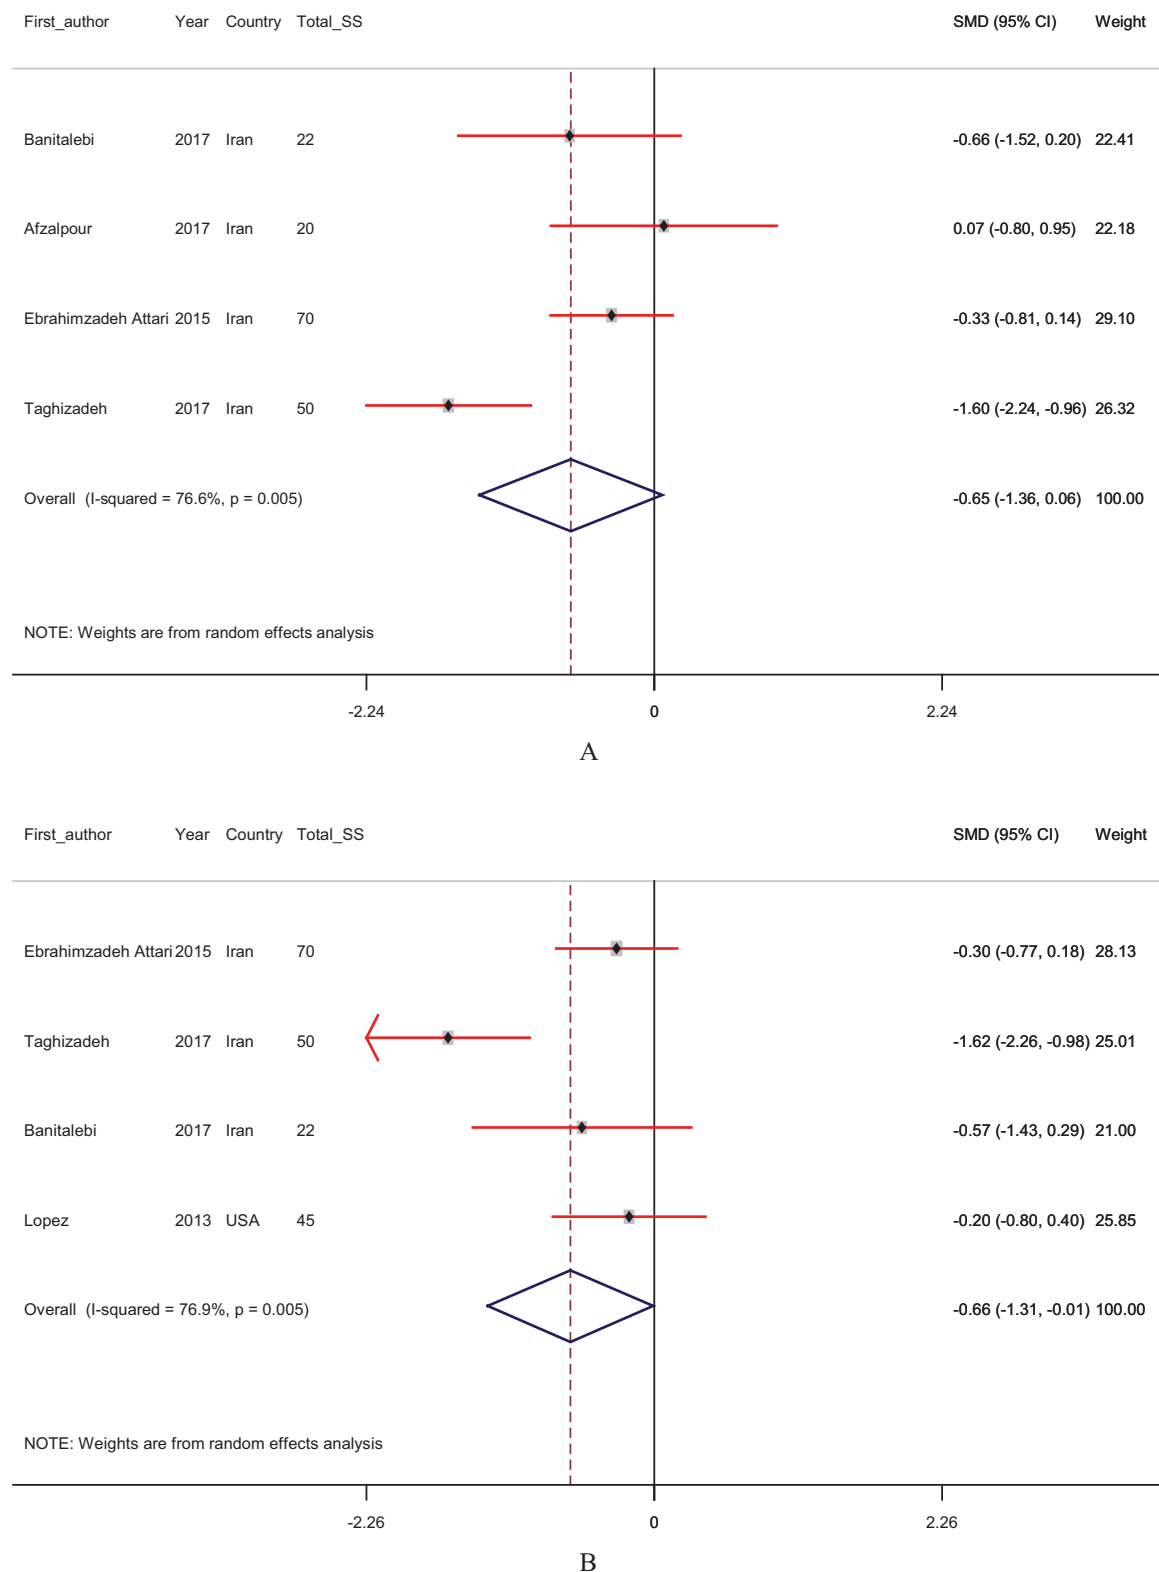 First_author Year Country Total_SS SMD (95% CI) Weight
Banitalebi 2017 Iran 22 -0.66 (-1.52, 0.20) 22.41
Afzalpour 2017 Iran 20 0.07 (-0.80, 0.95) 22.18
Ebrahimzadeh Attari 2015 Iran 70 -0.33 (-0.81, 0.14) 29.10
Taghizadeh 2017 Iran 50 -1.60 (-2.24, -0.96) 26.32
Overall (I-squared = 76.6%, p = 0.005) -0.65 (-1.36, 0.06) 100.00
NOTE: Weights are from random effects analysis
-2.24 0 2.24
A
First_author Year Country Total_SS SMD (95% CI) Weight
Ebrahimzadeh Attari 2015 Iran 70 -0.30 (-0.77, 0.18) 28.13
Taghizadeh 2017 Iran 50 -1.62 (-2.26, -0.98) 25.01
Banitalebi 2017 Iran 22 -0.57 (-1.43, 0.29) 21.00
Lopez 2013 USA 45 -0.20 (-0.80, 0.40) 25.85
Overall (I-squared = 76.9%, p = 0.005) -0.66 (-1.31, -0.01) 100.00
NOTE: Weights are from random effects analysis
-2.26 0 2.26
B